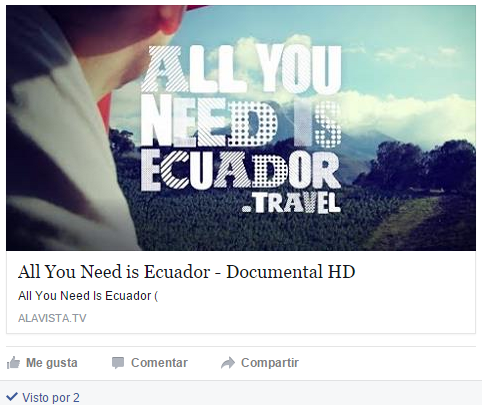 ALL YOU
NEED IS
ECUADOR
.TRAVEL
All You Need is Ecuador - Documental HD
All You Need Is Ecuador (
ALAVISTA.TV
Me gusta
Comentar
Compartir
Visto por 2